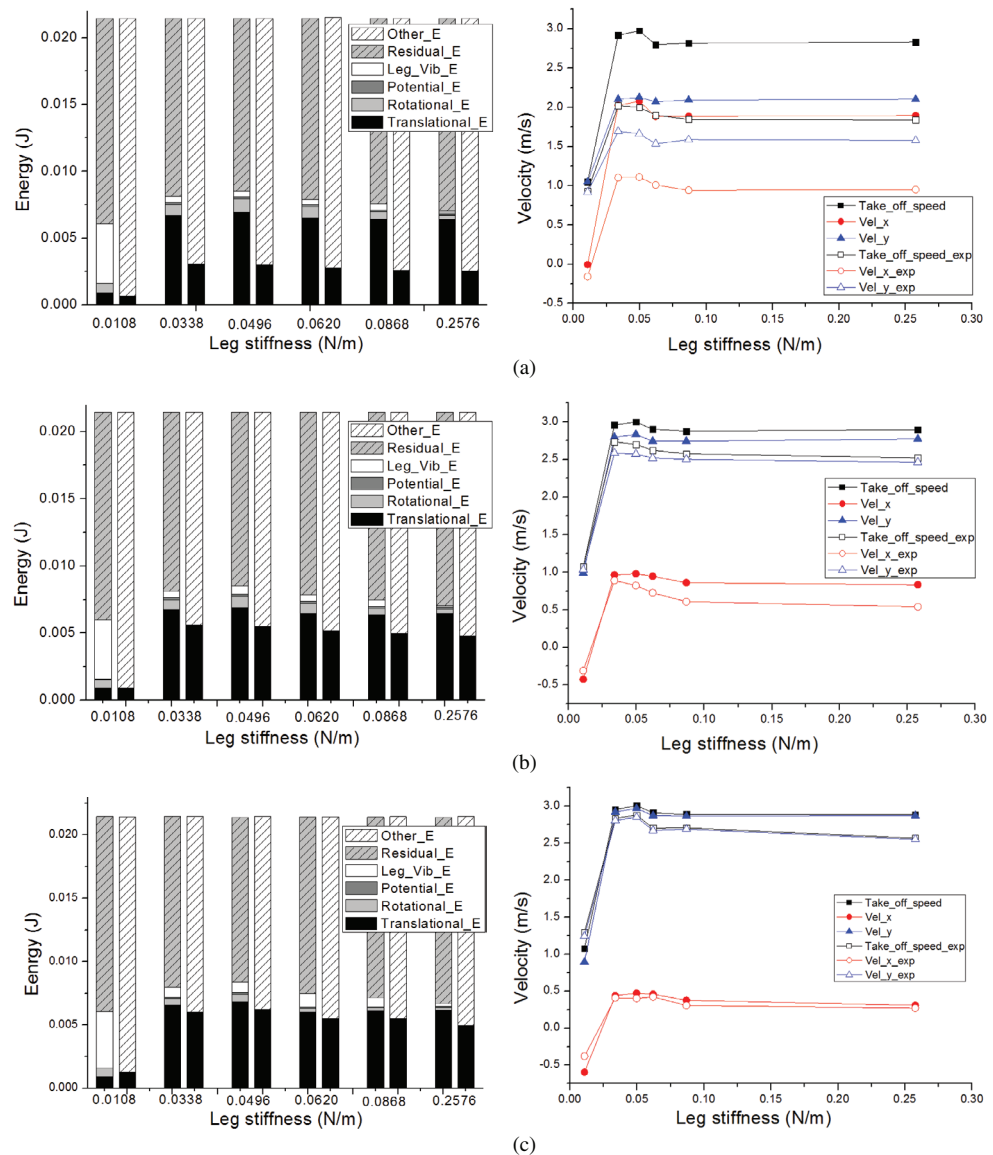 0.020
0.015
0.010
0.005
0.000
Energy (J)
Other_E
Residual_E
Leg_Vib_E
Potential_E
Rotational_E
Translational_E
0.0108 0.0338 0.0496 0.0620 0.0868 0.2576
Leg stiffness (N/m)
3.0
2.5
2.0
1.5
1.0
0.5
0.0
-0.5
Velocity (m/s)
Take_off_speed
Vel_x
Vel_y
Take_off_speed_exp
Vel_x_exp
Vel_y_exp
0.00 0.05 0.10 0.15 0.20 0.25 0.30
Leg stiffness (N/m)
(a)
0.020
0.015
0.010
0.005
0.000
Energy (J)
Other_E
Residual_E
Leg_Vib_E
Potential_E
Rotational_E
Translational_E
0.0108 0.0338 0.0496 0.0620 0.0868 0.2576
Leg stiffness (N/m)
3.0
2.5
2.0
1.5
1.0
0.5
0.0
-0.5
Velocity (m/s)
Take_off_speed
Vel_x
Vel_y
Take_off_speed_exp
Vel_x_exp
Vel_y_exp
0.00 0.05 0.10 0.15 0.20 0.25 0.30
Leg stiffness (N/m)
(b)
0.020
0.015
0.010
0.005
0.000
Eenrgy (J)
Other_E
Residual_E
Leg_Vib_E
Potential_E
Rotational_E
Translational_E
0.0108 0.0338 0.0496 0.0620 0.0868 0.2576
Leg stiffness (N/m)
3.0
2.5
2.0
1.5
1.0
0.5
0.0
-0.5
Velocity (m/s)
Take_off_speed
Vel_x
Vel_y
Take_off_speed_exp
Vel_x_exp
Vel_y_exp
0.00 0.05 0.10 0.15 0.20 0.25 0.30
Leg stiffness (N/m)
(c)